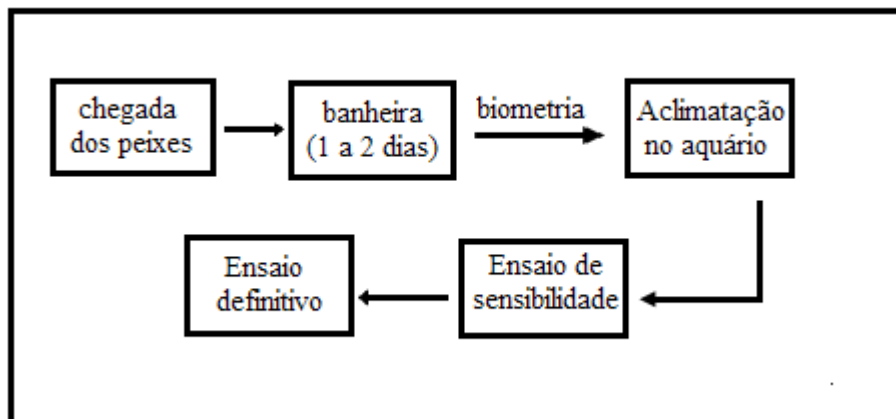 chegada
dos peixes
banheira
(1 a 2 dias)
biometria
Aclimatação
no aquário
Ensaio de
sensibilidade
Ensaio
definitivo